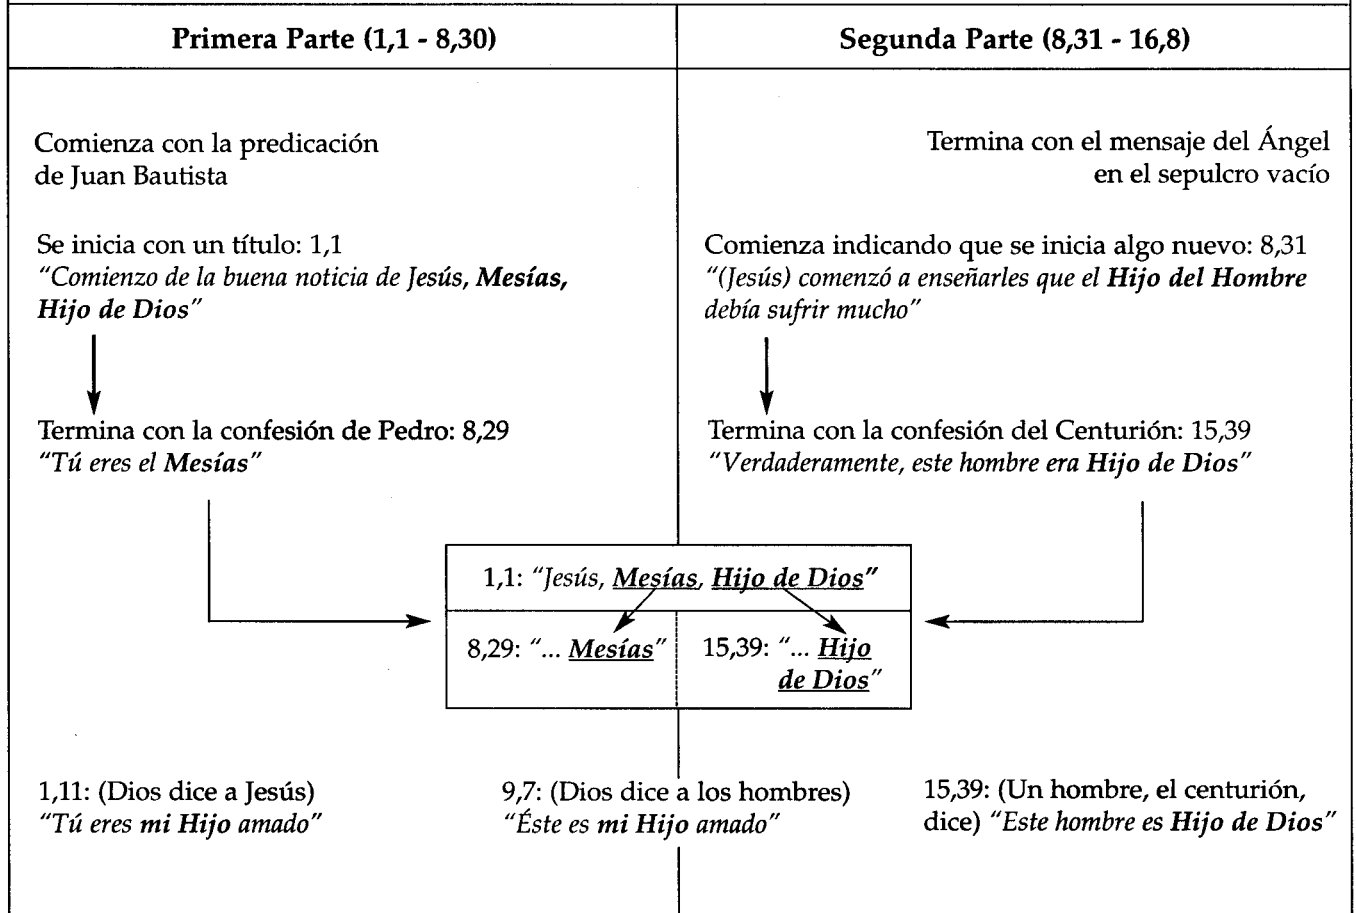 Primera Parte (1,1 - 8,30)
Segunda Parte (8,31 - 16,8)
Comienza con la predicación
de Juan Bautista
Termina con el mensaje del Ángel
en el sepulcro vacío
Se inicia con un título: 1,1
"Comienzo de la buena noticia de Jesús, Mesías,
Hijo de Dios"
Comienza indicando que se inicia algo nuevo: 8,31
"(Jesús) comenzó a enseñarles que el Hijo del Hombre
debía sufrir mucho"
Termina con la confesión de Pedro: 8,29
"Tú eres el Mesías"
Termina con la confesión del Centurión: 15,39
"Verdaderamente, este hombre era Hijo de Dios"
1,1: "Jesús, Mesías, Hijo de Dios"
8,29: "... Mesías"
15,39: "... Hijo
de Dios"
1,11: (Dios dice a Jesús)
"Tú eres mi Hijo amado"
9,7: (Dios dice a los hombres)
"Éste es mi Hijo amado"
15,39: (Un hombre, el centurión,
dice) "Este hombre es Hijo de Dios"